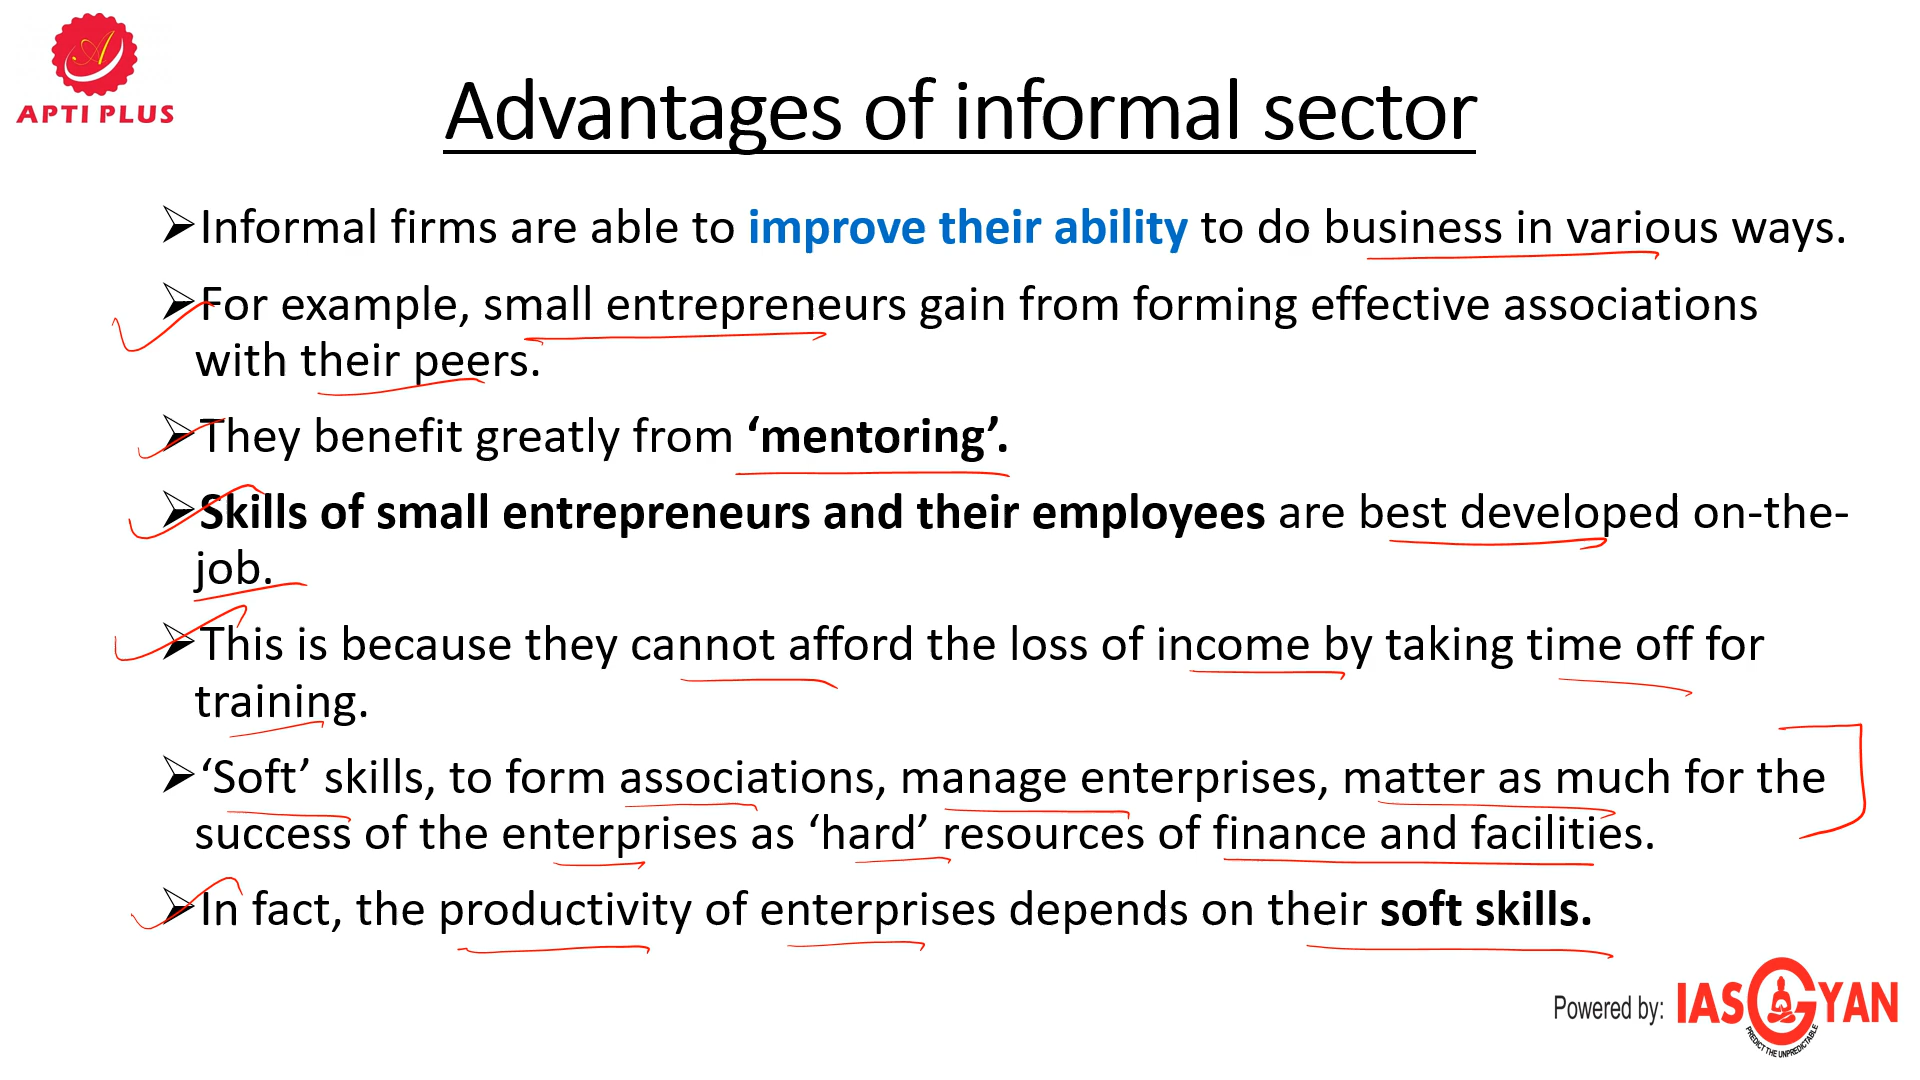 APTI PLUS
Advantages of informal sector
➢Informal firms are able to improve their ability to do business in various ways.
➢For example, small entrepreneurs gain from forming effective associations
with their peers.
➢They benefit greatly from ‘mentoring’.
➢Skills of small entrepreneurs and their employees are best developed on-the-
job.
➢This is because they cannot afford the loss of income by taking time off for
training.
➢‘Soft’ skills, to form associations, manage enterprises, matter as much for the
success of the enterprises as ‘hard’ resources of finance and facilities.
➢In fact, the productivity of enterprises depends on their soft skills.
Powered by: IAS GYAN
PREDICT THE UNPREDICTABLE